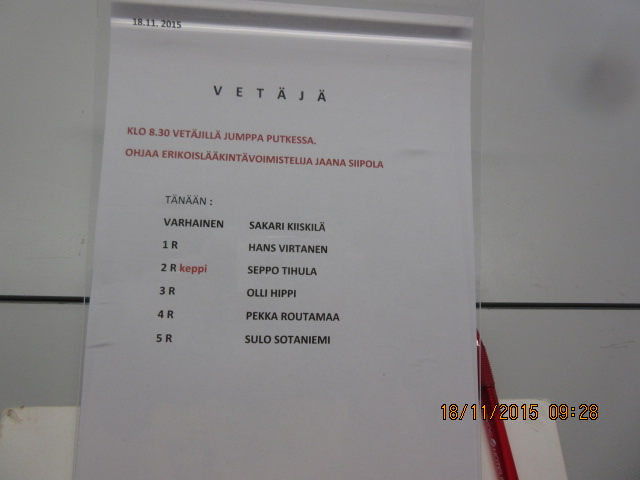 18.11. 2015
V E T Ä J Ä
KLO 8.30 VETÄJILLÄ JUMPPA PUTKESSA.
OHJAA ERIKOISLÄÄKINTÄVOIMISTELIJA JAANA SIIPOLA
TÄNÄÄN :
VARHAINEN SAKARI KIISKILÄ
1 R HANS VIRTANEN
2 R keppi SEPPO TIHULA
3 R OLLI HIPPI
4 R PEKKA ROUTAMAA
5 R SULO SOTANIEMI
18/11/2015 09:28